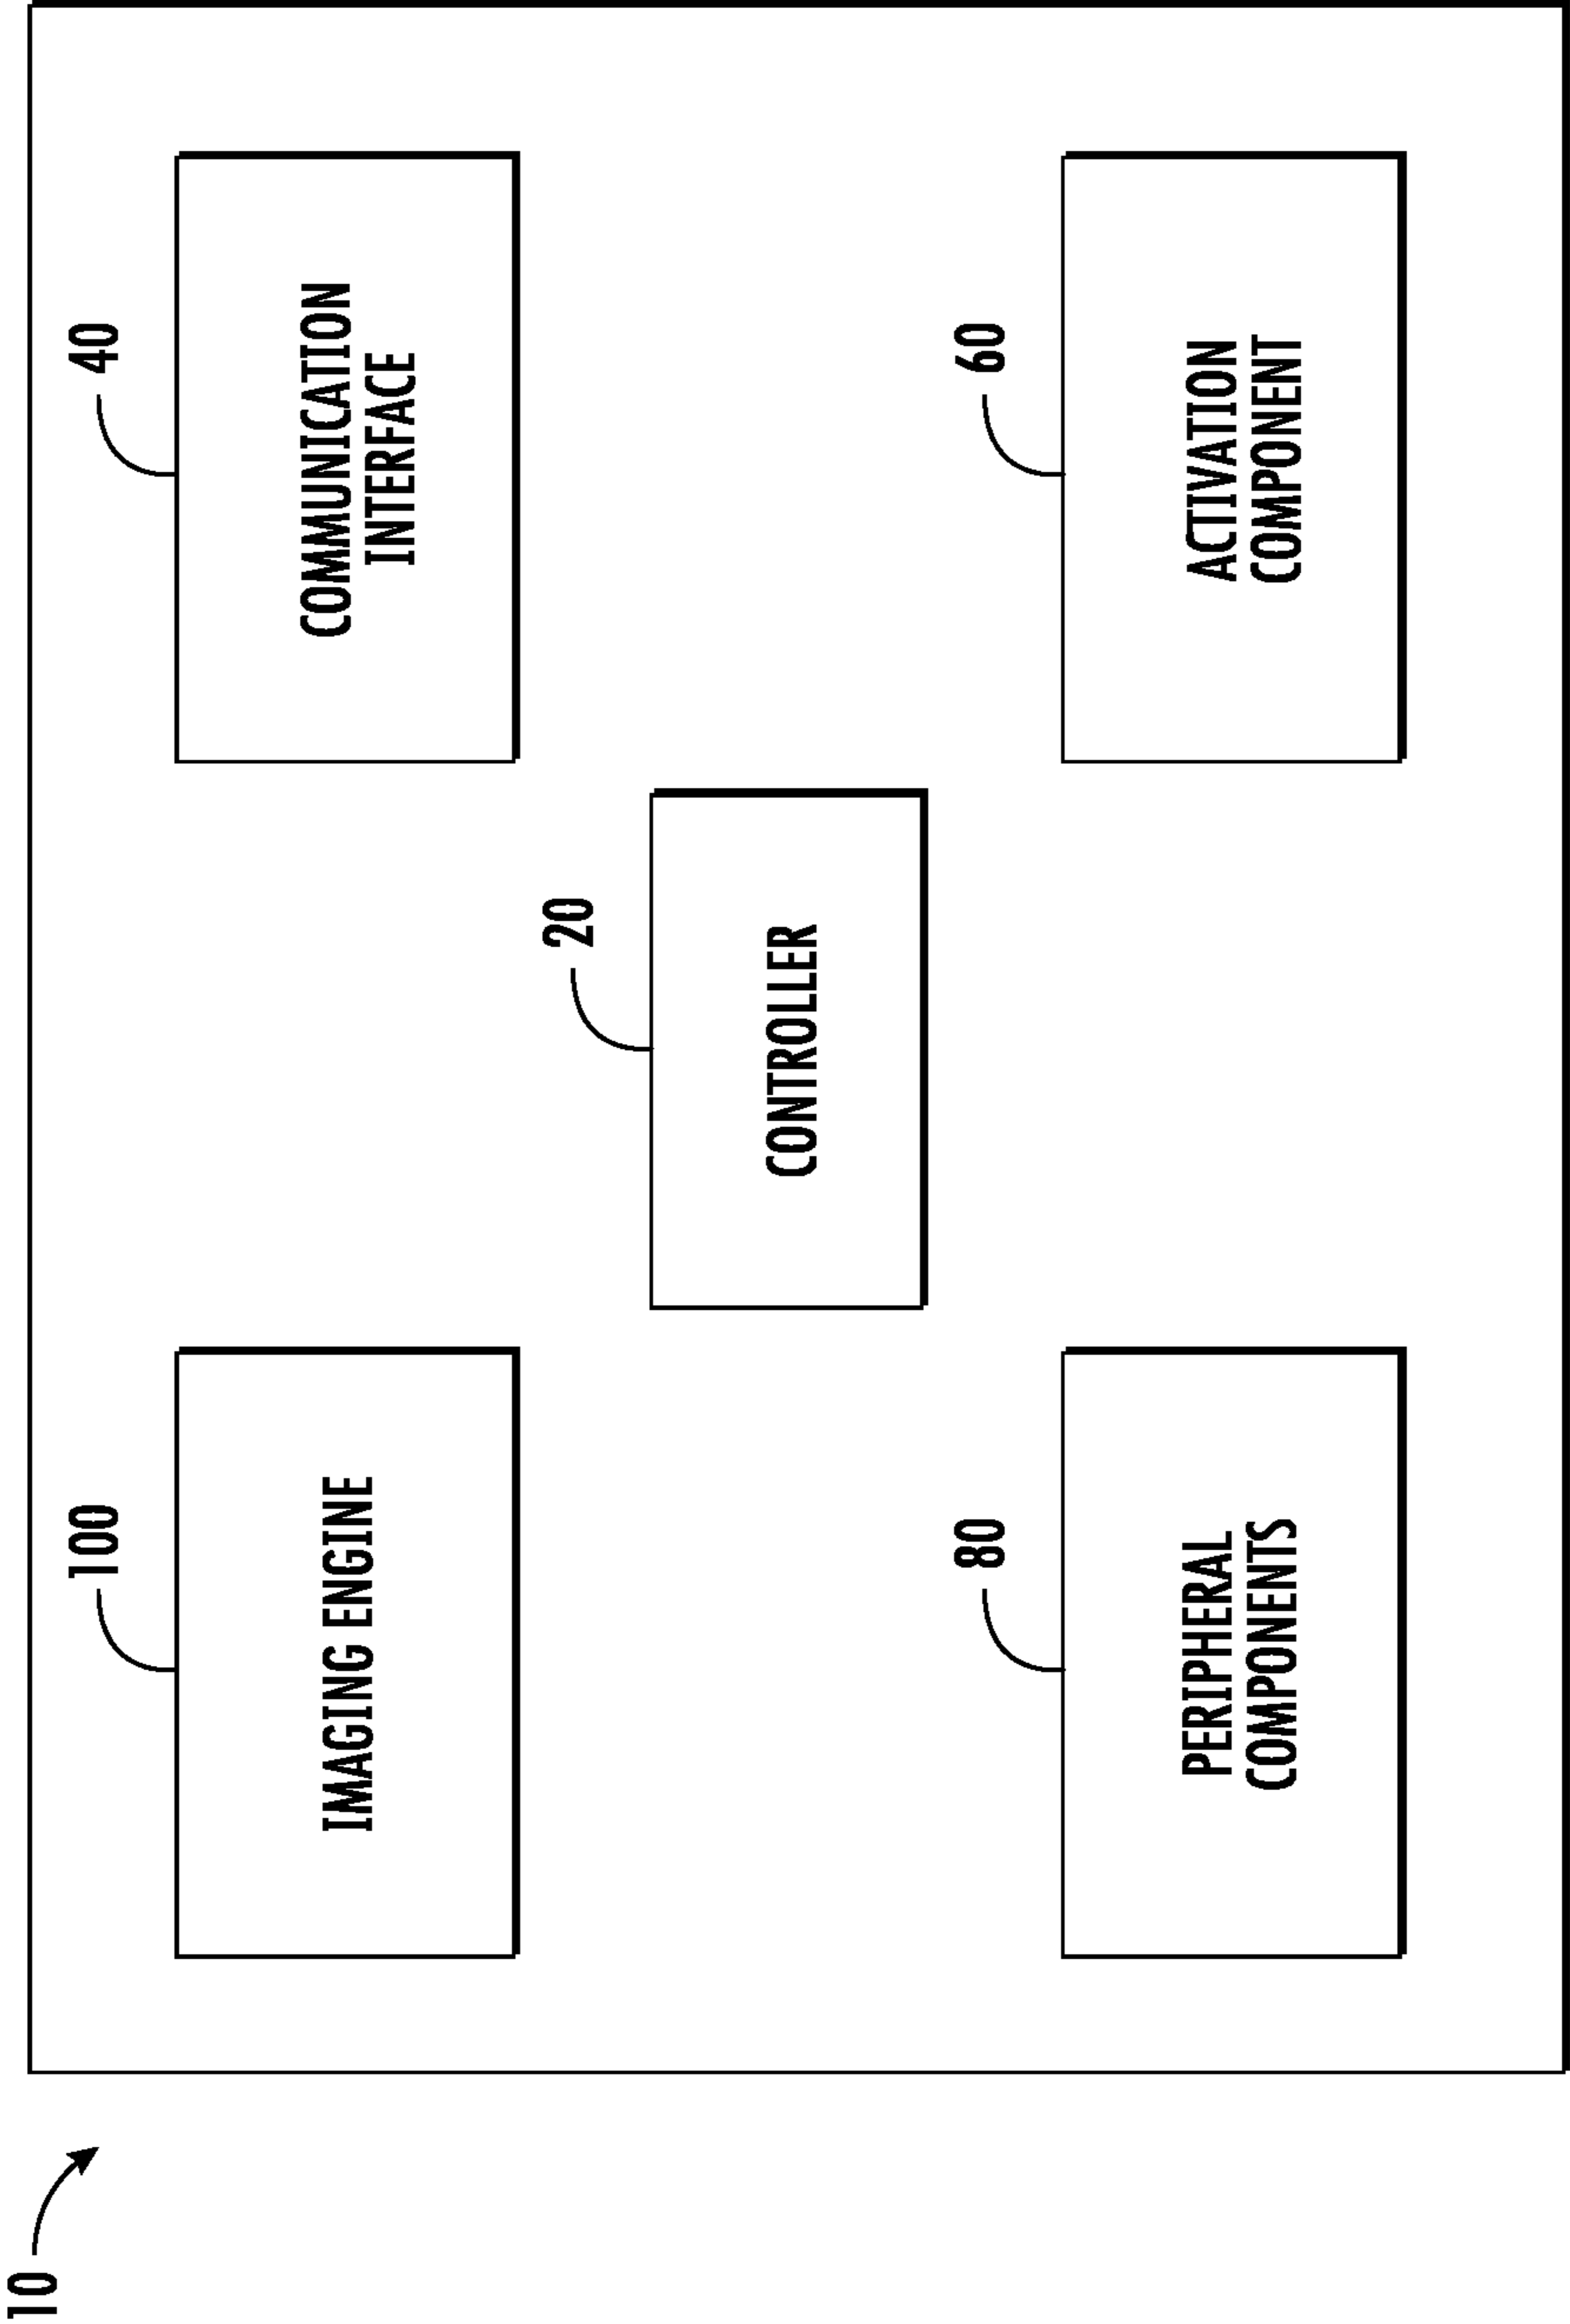 10
100
IMAGING ENGINE
40
COMMUNICATION
INTERFACE
20
CONTROLLER
80
PERIPHERAL
COMPONENTS
60
ACTIVATION
COMPONENT